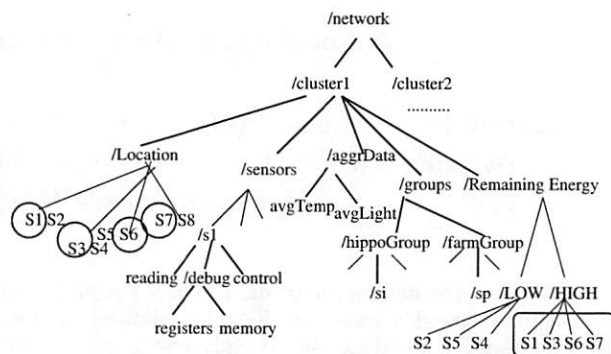 /network
/cluster1 /cluster2
...........
/Location /sensors /aggrData /groups /Remaining Energy
avgTemp avgLight
S1 S2 S3 S4 S5 S6 S7 S8
/s1 /hippoGroup /farmGroup
reading /debug control /si /sp /LOW /HIGH
registers memory
S2 S5 S4 S1 S3 S6 S7